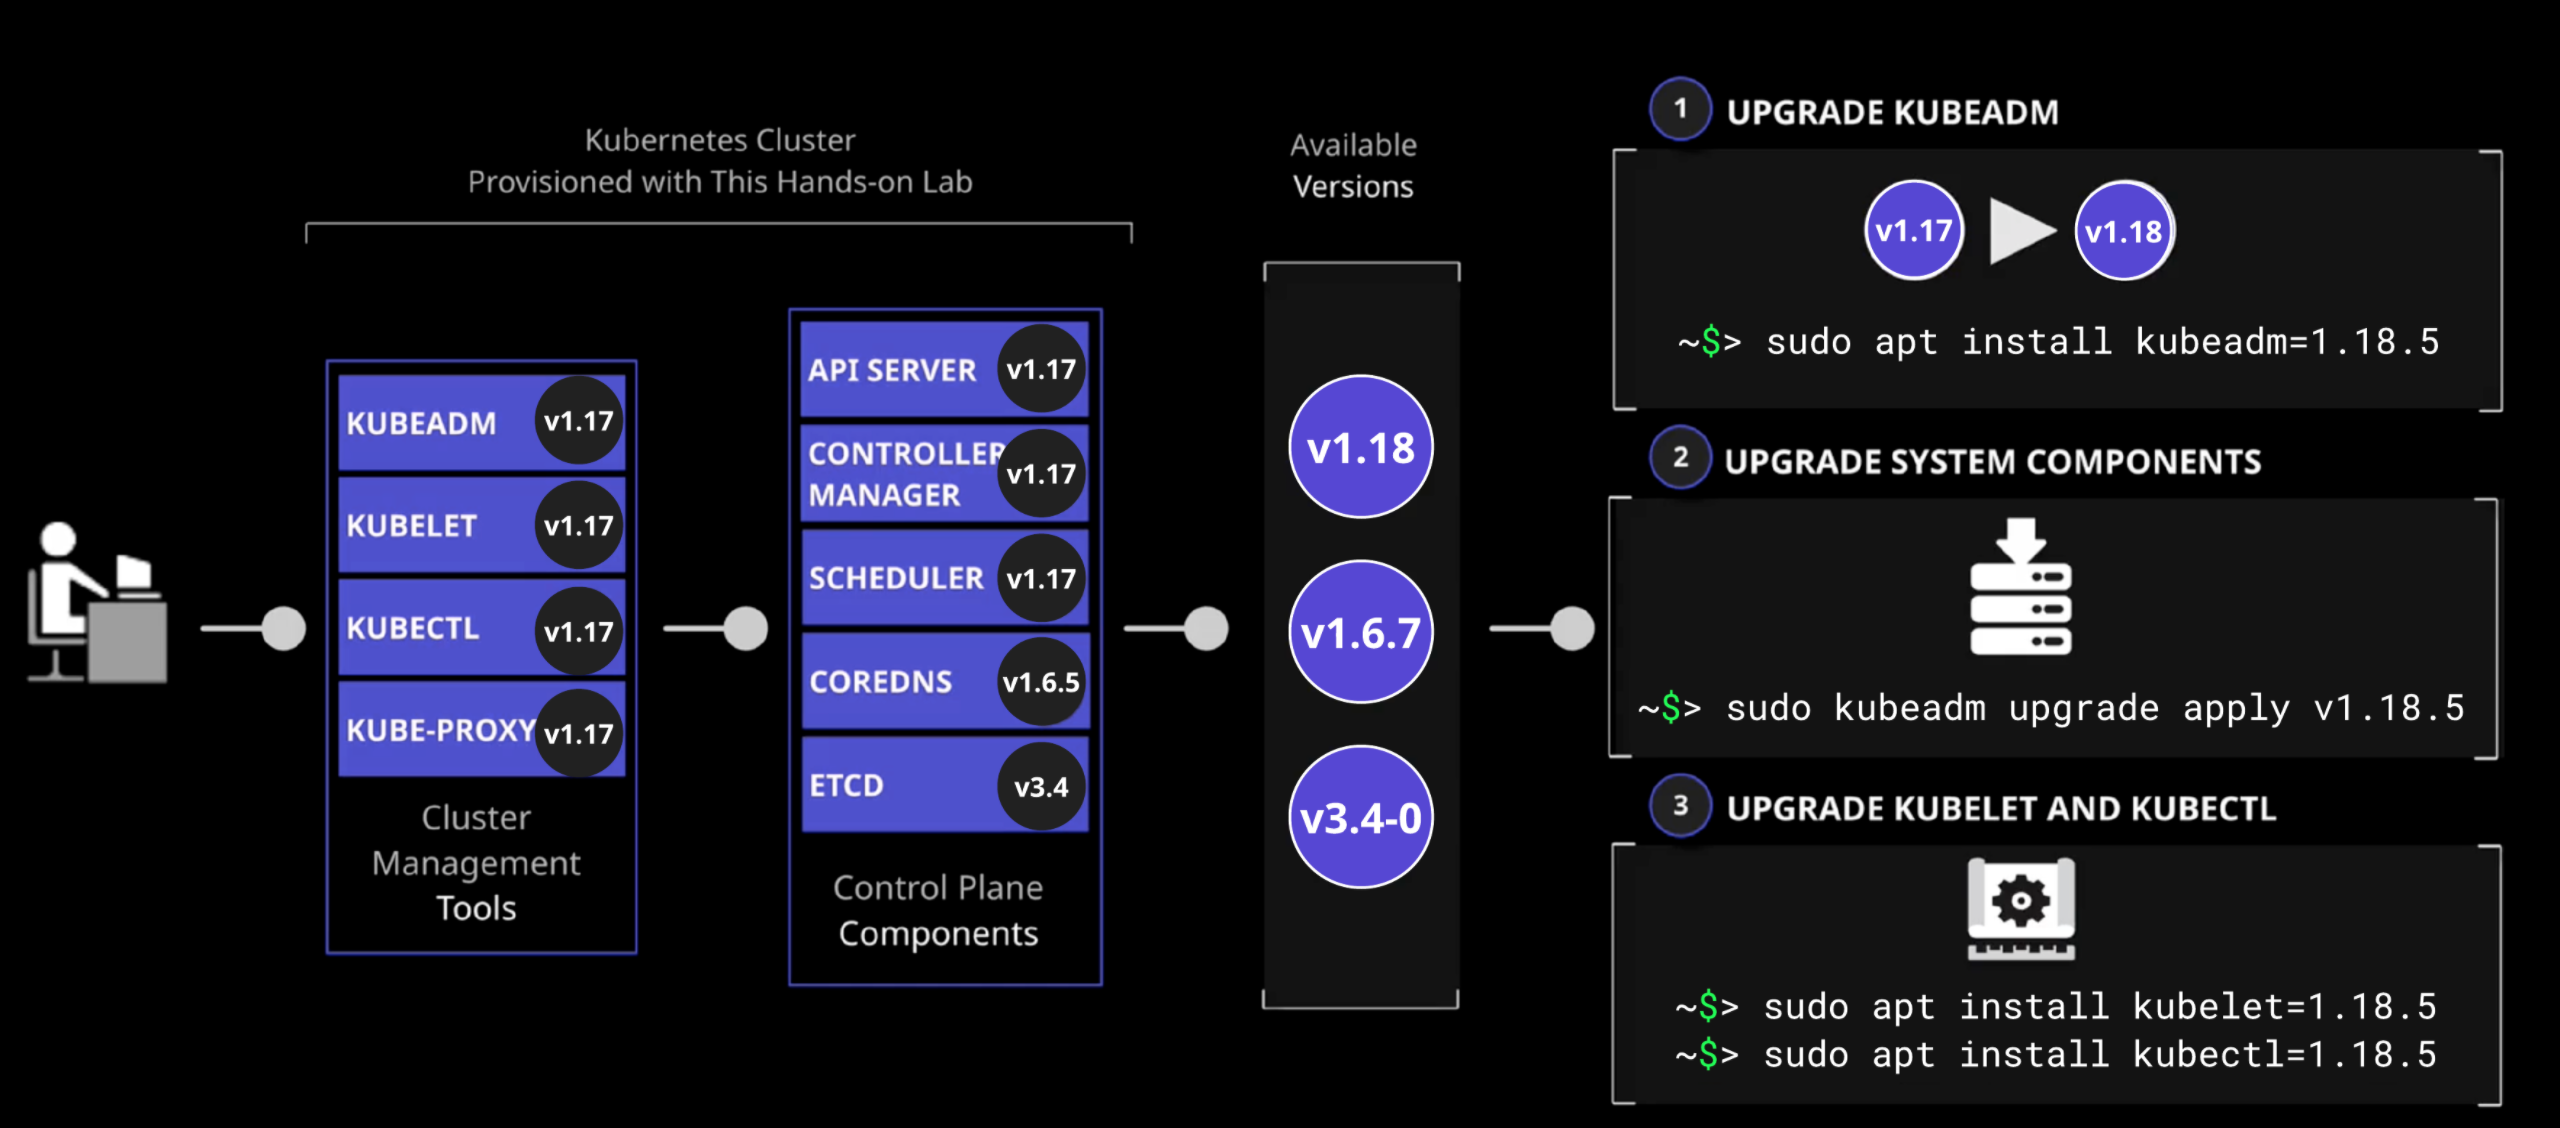 Kubernetes Cluster
Provisioned with This Hands-on Lab
KUBEADM v1.17
KUBELET v1.17
KUBECTL v1.17
KUBE-PROXY v1.17
Cluster
Management
Tools
API SERVER v1.17
CONTROLLER
MANAGER v1.17
SCHEDULER v1.17
COREDNS v1.6.5
ETCD v3.4
Control Plane
Components
Available
Versions
v1.18
v1.6.7
v3.4-0
1 UPGRADE KUBEADM
v1.17 v1.18
~$> sudo apt install kubeadm=1.18.5
2 UPGRADE SYSTEM COMPONENTS
~$> sudo kubeadm upgrade apply v1.18.5
3 UPGRADE KUBELET AND KUBECTL
~$> sudo apt install kubelet=1.18.5
~$> sudo apt install kubectl=1.18.5